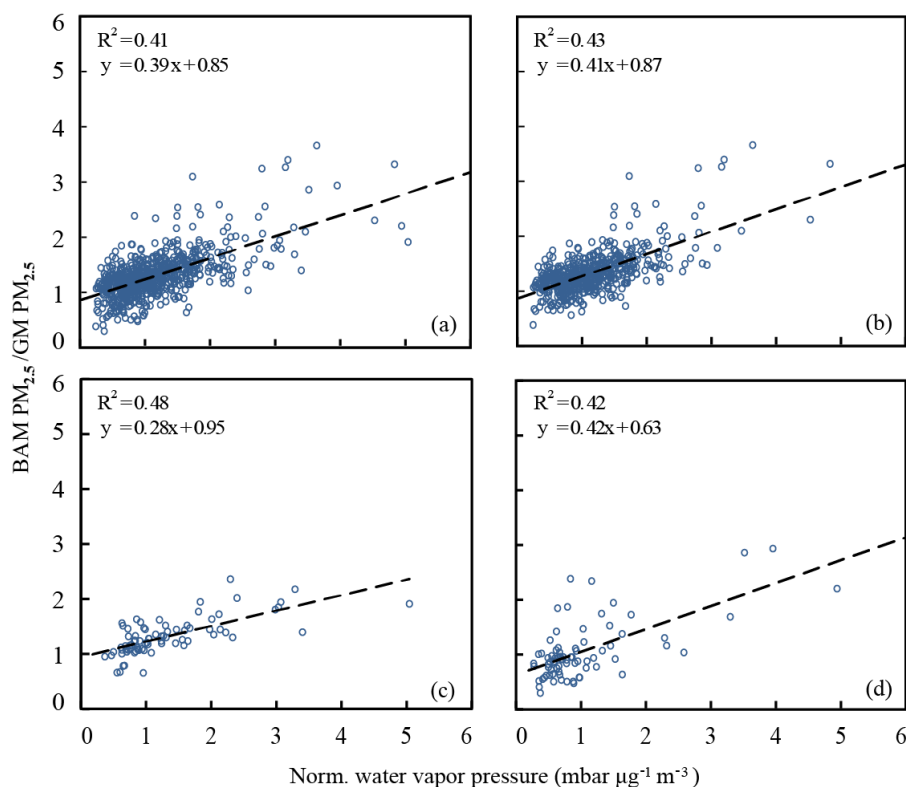 6
5
4
3
2
1
0
R²=0.41
y =0.39x+0.85
(a)
R²=0.43
y =0.41x+0.87
(b)
BAM PM2.5/GM PM2.5
6
5
4
3
2
1
0
R²=0.48
y =0.28x+0.95
(c)
R²=0.42
y =0.42x+0.63
(d)
0 1 2 3 4 5 6
0 1 2 3 4 5 6
Norm. water vapor pressure (mbar μg⁻¹ m⁻³)